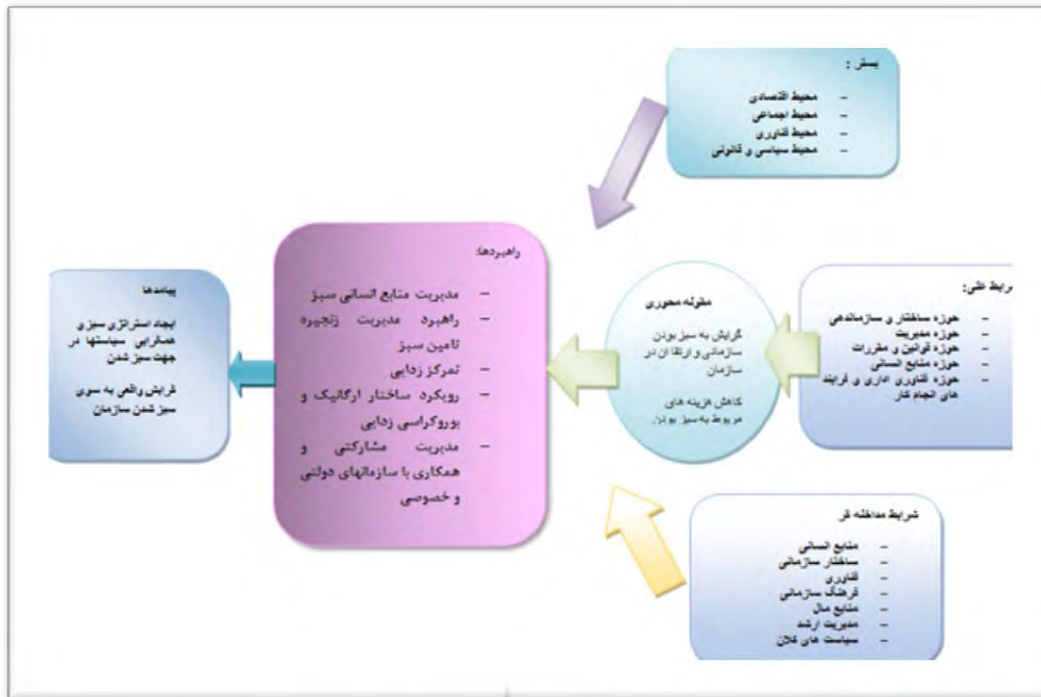 بستر :
– محیط اقتصادی
– محیط اجماعی
– محیط فناوری
– محیط سیاسی و قانونی
رایط علی:
– حوزه ساختار و سازماندهی
– حوزه مدیریت
– حوزه قوانین و مقررات
– حوزه منابع انسانی
– حوزه فناوری اداری و فرایند
های انجام کار
مقوله محوری
گرایش به سبز بودن
سازمانی و ارتقا ان در
سازمان
کاهش هزینه های
مربوط به سبز بودن.
شرایط مداخله گر
– منابع انسانی
– ساختار سازمانی
– فناوری
– فرهنگ سازمانی
– منابع مال
– مدیریت ارشد
– سیاست های کلان
راهبردها:
– مدیریت منابع انسانی سبز
– راهبرد مدیریت زنجیره
تامین سبز
– تمرکز زدایی
– رویکرد ساختار ارگانیک و
بوروکراسی زدایی
– مدیریت مشارکتی و
همکاری با سازمانهای دولتی
و خصوصی
پیامدها
ایجاد استراتژی سبزی و
همگرایی سیاستها در
جهت سبز شدن
گرایش واقعی به سوی
سبز شدن سازمان